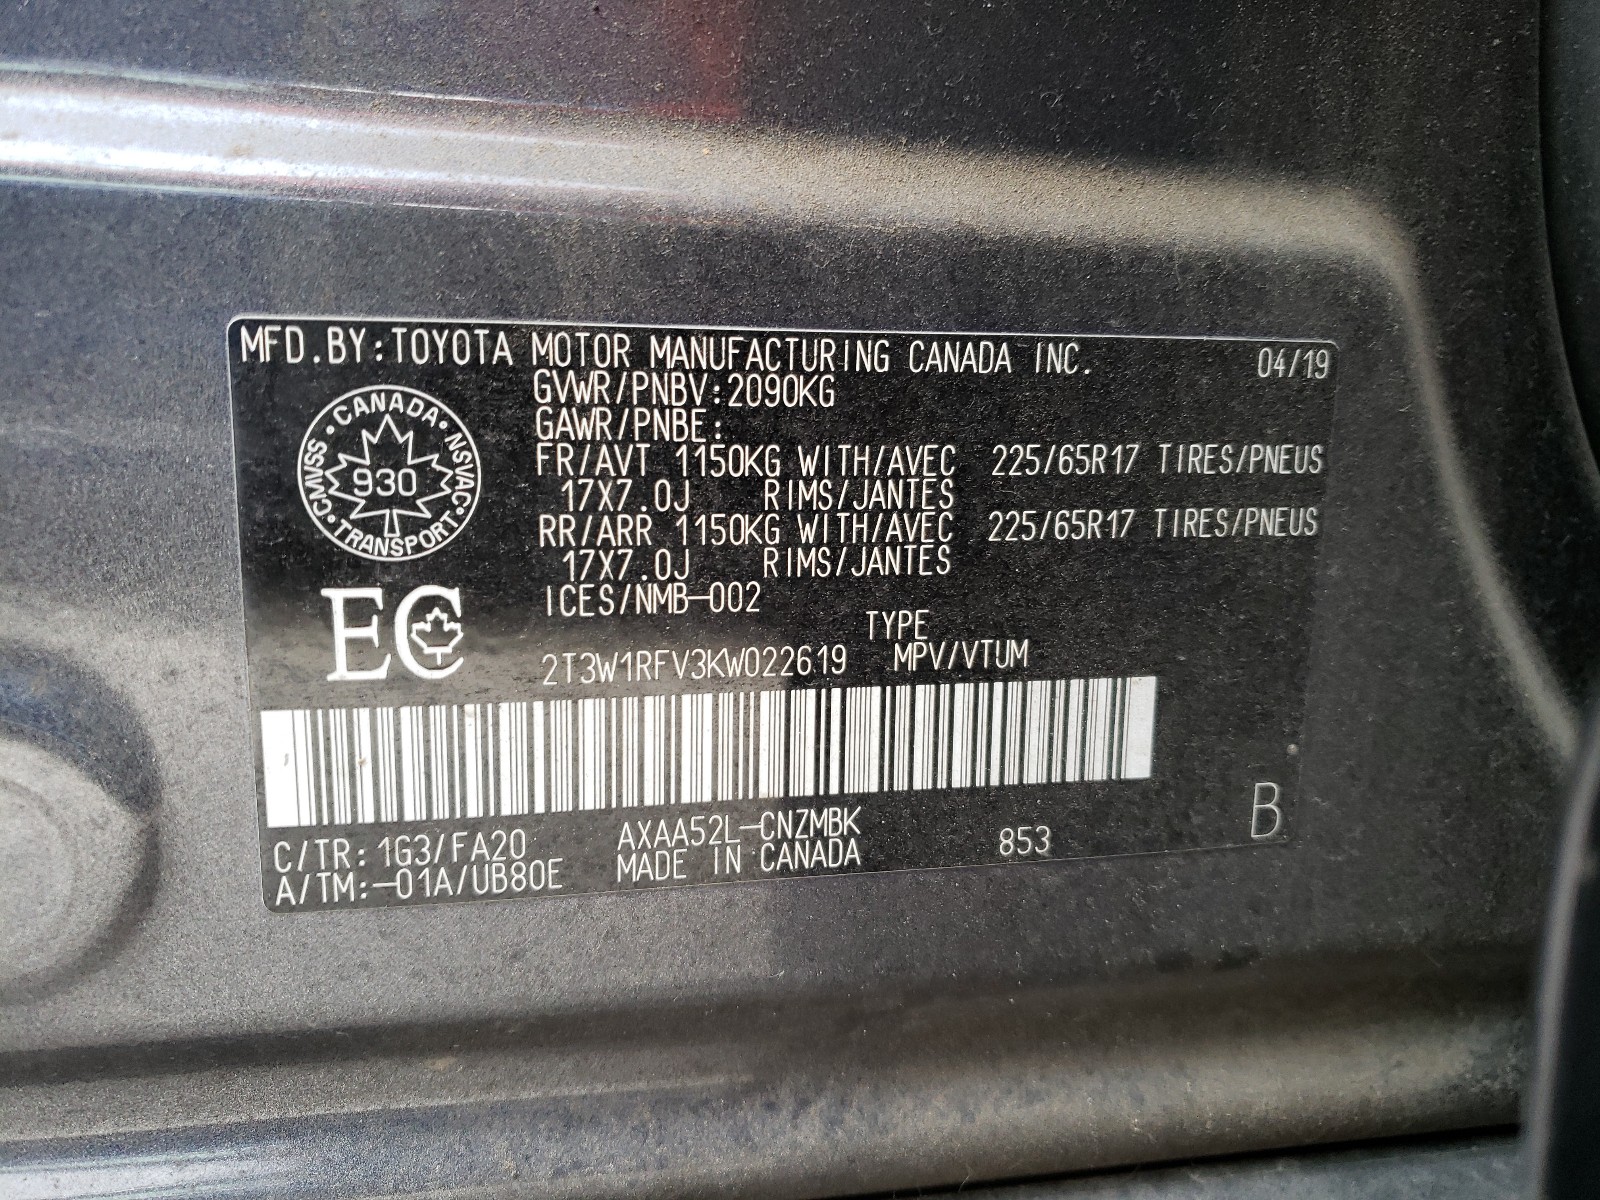 MFD.BY:TOYOTA MOTOR MANUFACTURING CANADA INC. 04/19
GVWR/PNBV:2090KG
GAWR/PNBE:
FR/AVT 1150KG WITH/AVEC 225/65R17 TIRES/PNEUS
17X7.0J RIMS/JANTES
RR/ARR 1150KG WITH/AVEC 225/65R17 TIRES/PNEUS
17X7.0J RIMS/JANTES
ICES/NMB-002
CANADA
NSVAC
TRANSPORT
CMVSS
930
EC
TYPE
2T3W1RFV3KW022619 MPV/VTUM
C/TR: 1G3/FA20 AXAA52L-CNZMBK 853 B
A/TM:-01A/UB80E MADE IN CANADA